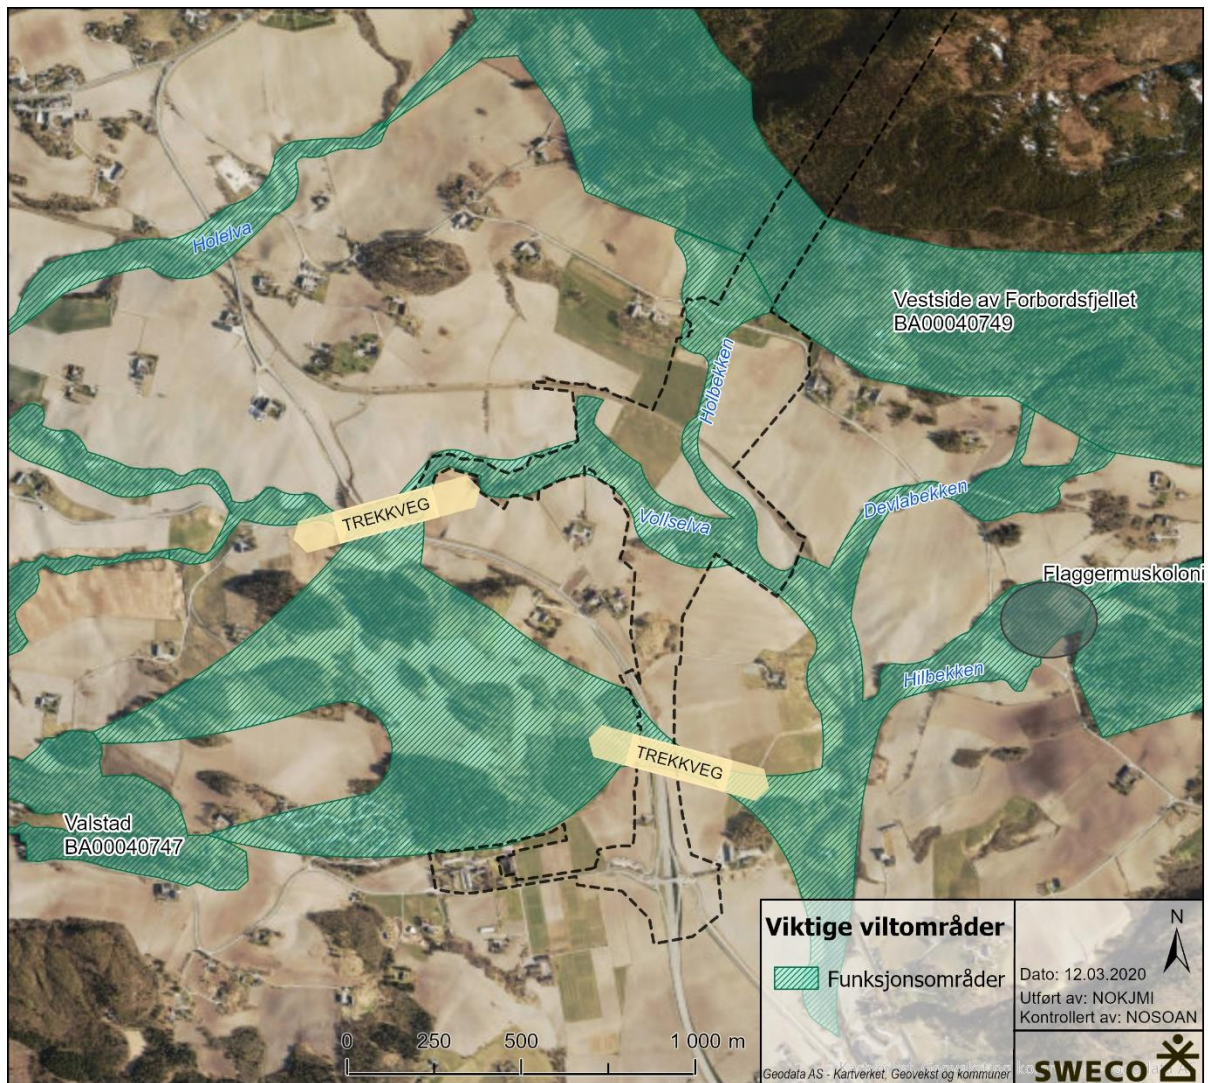 Holelva
Vestside av Forbordsfjellet
BA00040749
Holbekken
TREKKVEG
Vollselva
Devlabekken
Flaggermuskoloni
Hilbekken
TREKKVEG
Valstad
BA00040747
Viktige viltområder
Funksjonsområder
N
Dato: 12.03.2020
Utført av: NOKJMI
Kontrollert av: NOSOAN
0 250 500 1 000 m
Geodata AS - Kartverket, Geovekst og kommuner
SWECO